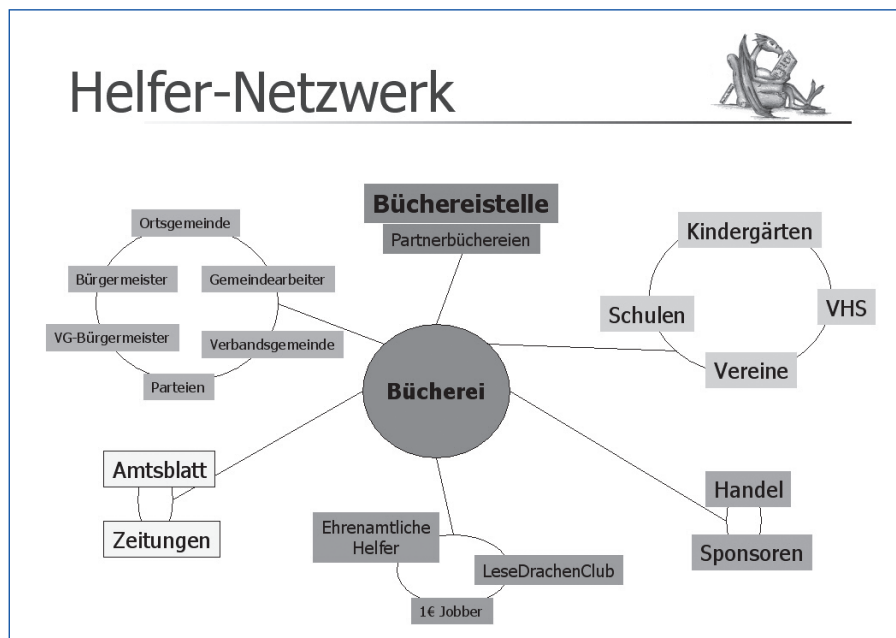 Helfer-Netzwerk
Büchereistelle
Partnerbüchereien
Ortsgemeinde
Bürgermeister
Gemeindearbeiter
VG-Bürgermeister
Verbandsgemeinde
Parteien
Kindergärten
Schulen
VHS
Vereine
Bücherei
Amtsblatt
Zeitungen
Ehrenamtliche
Helfer
LeseDrachenClub
1€ Jobber
Handel
Sponsoren